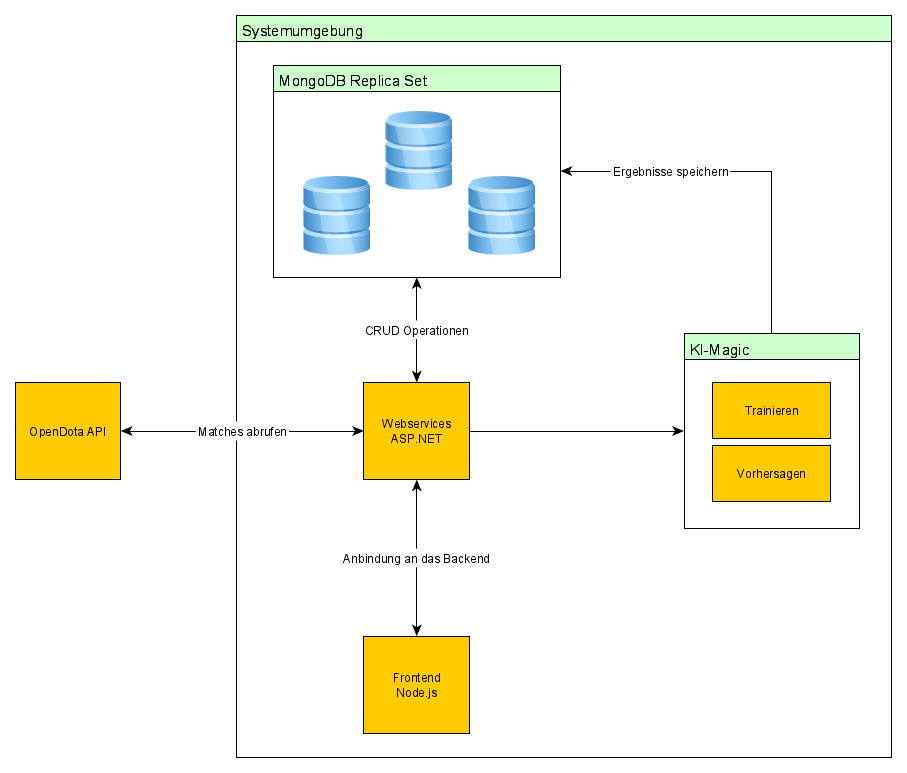 Systemumgebung
MongoDB Replica Set
Ergebnisse speichern
CRUD Operationen
KI-Magic
Trainieren
Vorhersagen
OpenDota API
Matches abrufen
Webservices
ASP.NET
Anbindung an das Backend
Frontend
Node.js